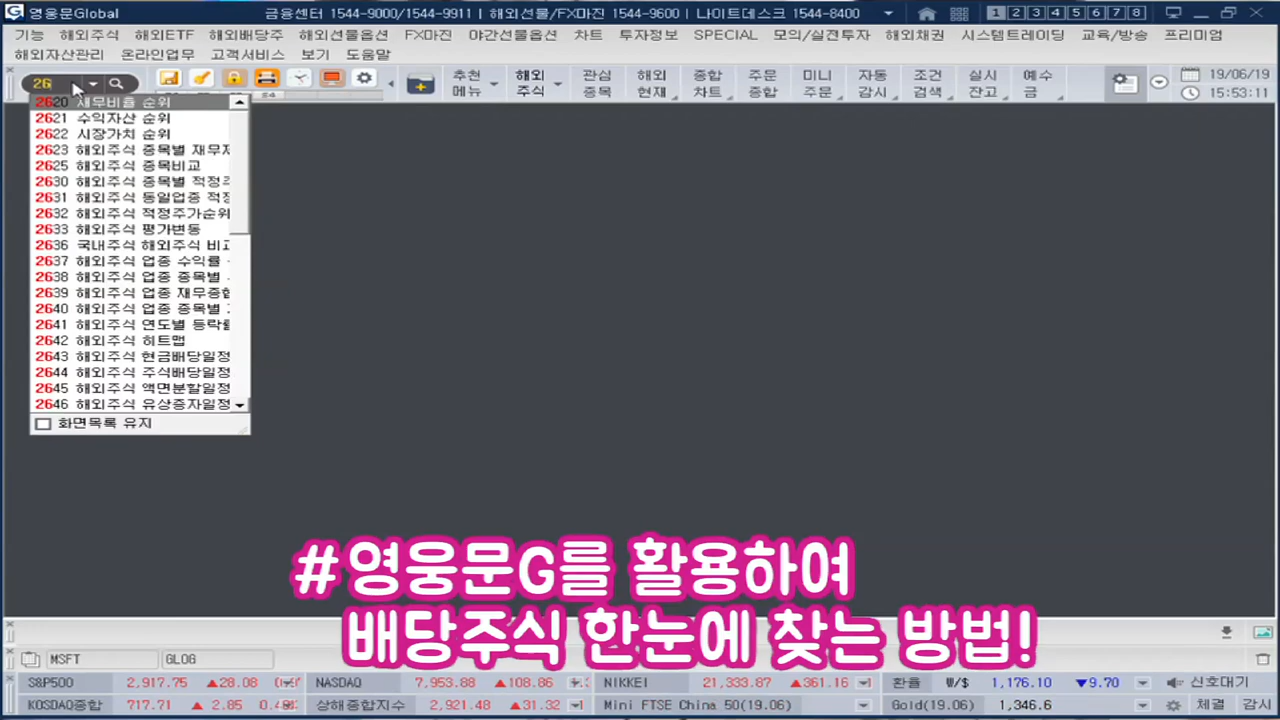 영웅문Global
금융센터 1544-9000/1544-9911 | 해외선물/FX마진 1544-9600 | 나이트데스크 1544-8400
1 2 3 4 5 6 7 8
기능 해외주식 해외ETF 해외배당주 해외선물옵션 FX마진 야간선물옵션 차트 투자정보 SPECIAL 모의/실전투자 해외채권 시스템트레이딩 교육/방송 프리미엄
해외자산관리 온라인업무 고객서비스 보기 도움말
26
추천메뉴 해외주식 관심종목 해외현재 종합차트 주문종합 미니주문 자동감시 조건검색 실시잔고 예수금
19/06/19
15:53:11
2620 재무비율 순위
2621 수익자산 순위
2622 시장가치 순위
2623 해외주식 종목별 재무
2625 해외주식 종목비교
2630 해외주식 종목별 적정
2631 해외주식 동일업종 적정
2632 해외주식 적정주가순위
2633 해외주식 평가변동
2636 국내주식 해외주식 비교
2637 해외주식 업종 수익률
2638 해외주식 업종 종목별
2639 해외주식 업종 재무종합
2640 해외주식 업종 종목별
2641 해외주식 연도별 등락률
2642 해외주식 히트맵
2643 해외주식 현금배당일정
2644 해외주식 주식배당일정
2645 해외주식 액면분할일정
2646 해외주식 유상증자일정
화면목록 유지
#영웅문G를 활용하여
배당주식 한눈에 찾는 방법!
MSFT GLOG
S&P500 2,917.75 ▲28.08 NASDAQ 7,953.88 ▲108.86 NIKKEI 21,333.87 ▲361.16 환율 W/$ 1,176.10 ▼9.70 신호대기
KOSDAQ종합 717.71 ▲ 2.85 상해종합지수 2,921.48 ▲31.32 Mini FTSE China 50(19.06) Gold(19.06) 1,346.6 체결 감시